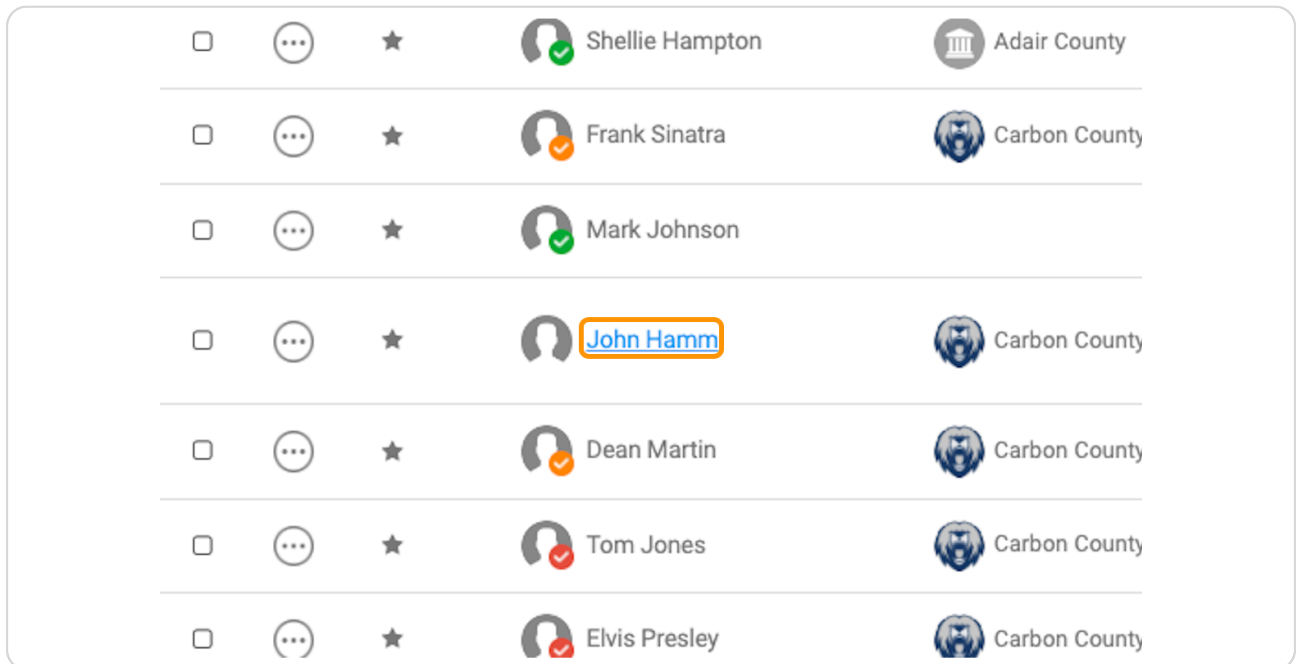 Shellie Hampton Adair County
Frank Sinatra Carbon County
Mark Johnson
John Hamm Carbon County
Dean Martin Carbon County
Tom Jones Carbon County
Elvis Presley Carbon County